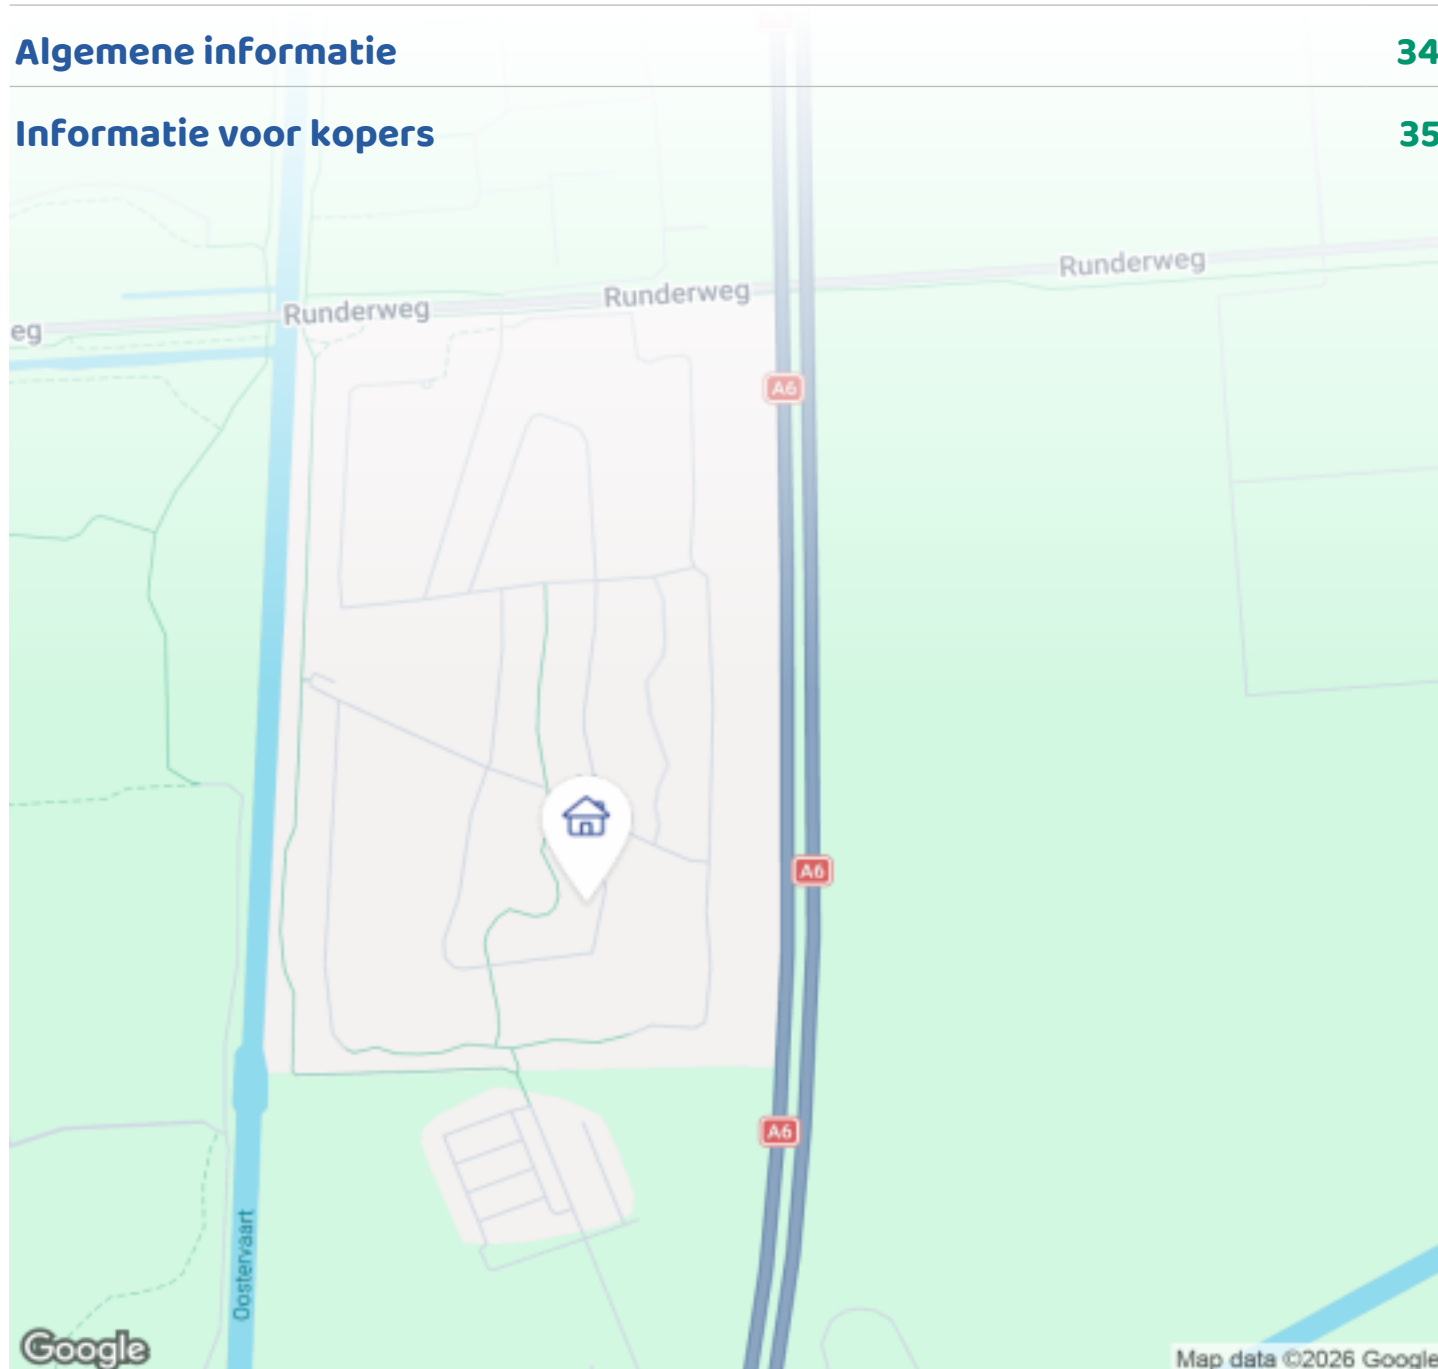 Algemene informatie 34
Informatie voor kopers 35
Runderweg
Runderweg
Runderweg
eg
A6
A6
A6
Oostervaart
Google
Map data ©2026 Google